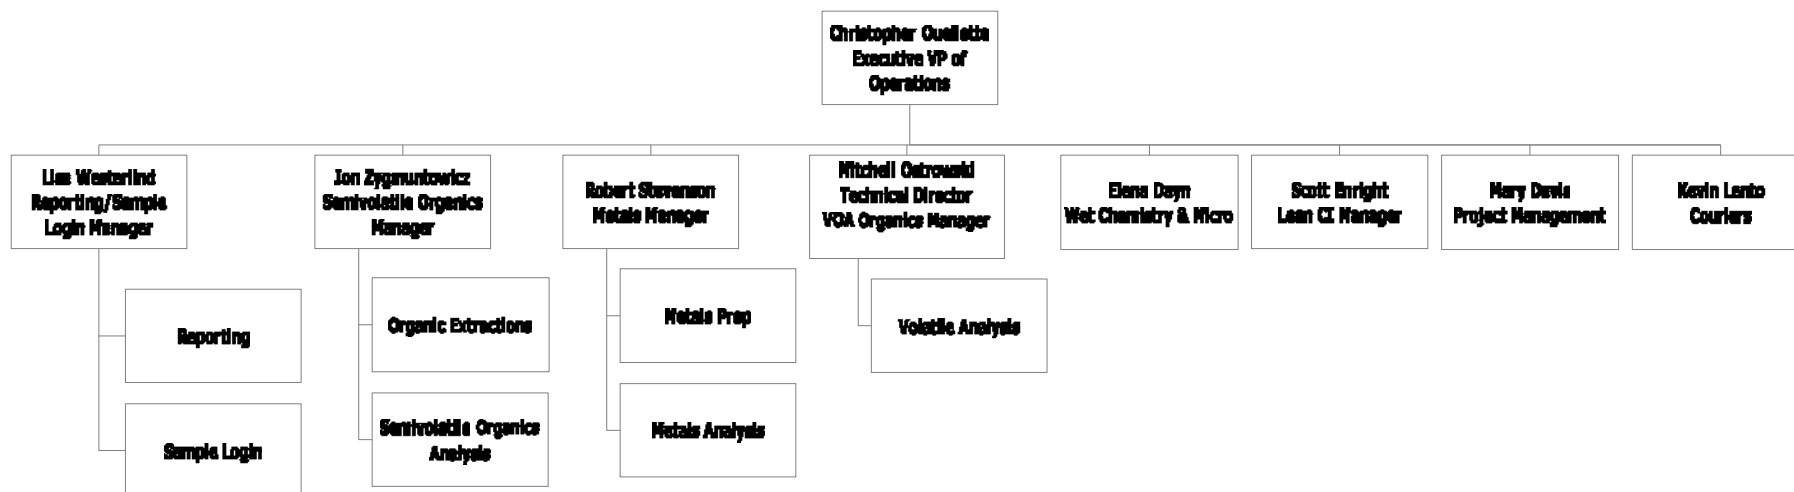 Christopher Ouellette
Executive VP of
Operations
Lisa Westerlind
Reporting/Sample
Login Manager
Jon Zygmuntowicz
Semivolatile Organics
Manager
Robert Stevenson
Metals Manager
Mitchell Ostrowski
Technical Director
VOA Organics Manager
Elena Dayn
Wet Chemistry & Micro
Scott Enright
Lean CI Manager
Mary Davis
Project Management
Kevin Lento
Couriers
Reporting
Sample Login
Organic Extractions
Semivolatile Organics
Analysis
Metals Prep
Metals Analysis
Volatile Analysis